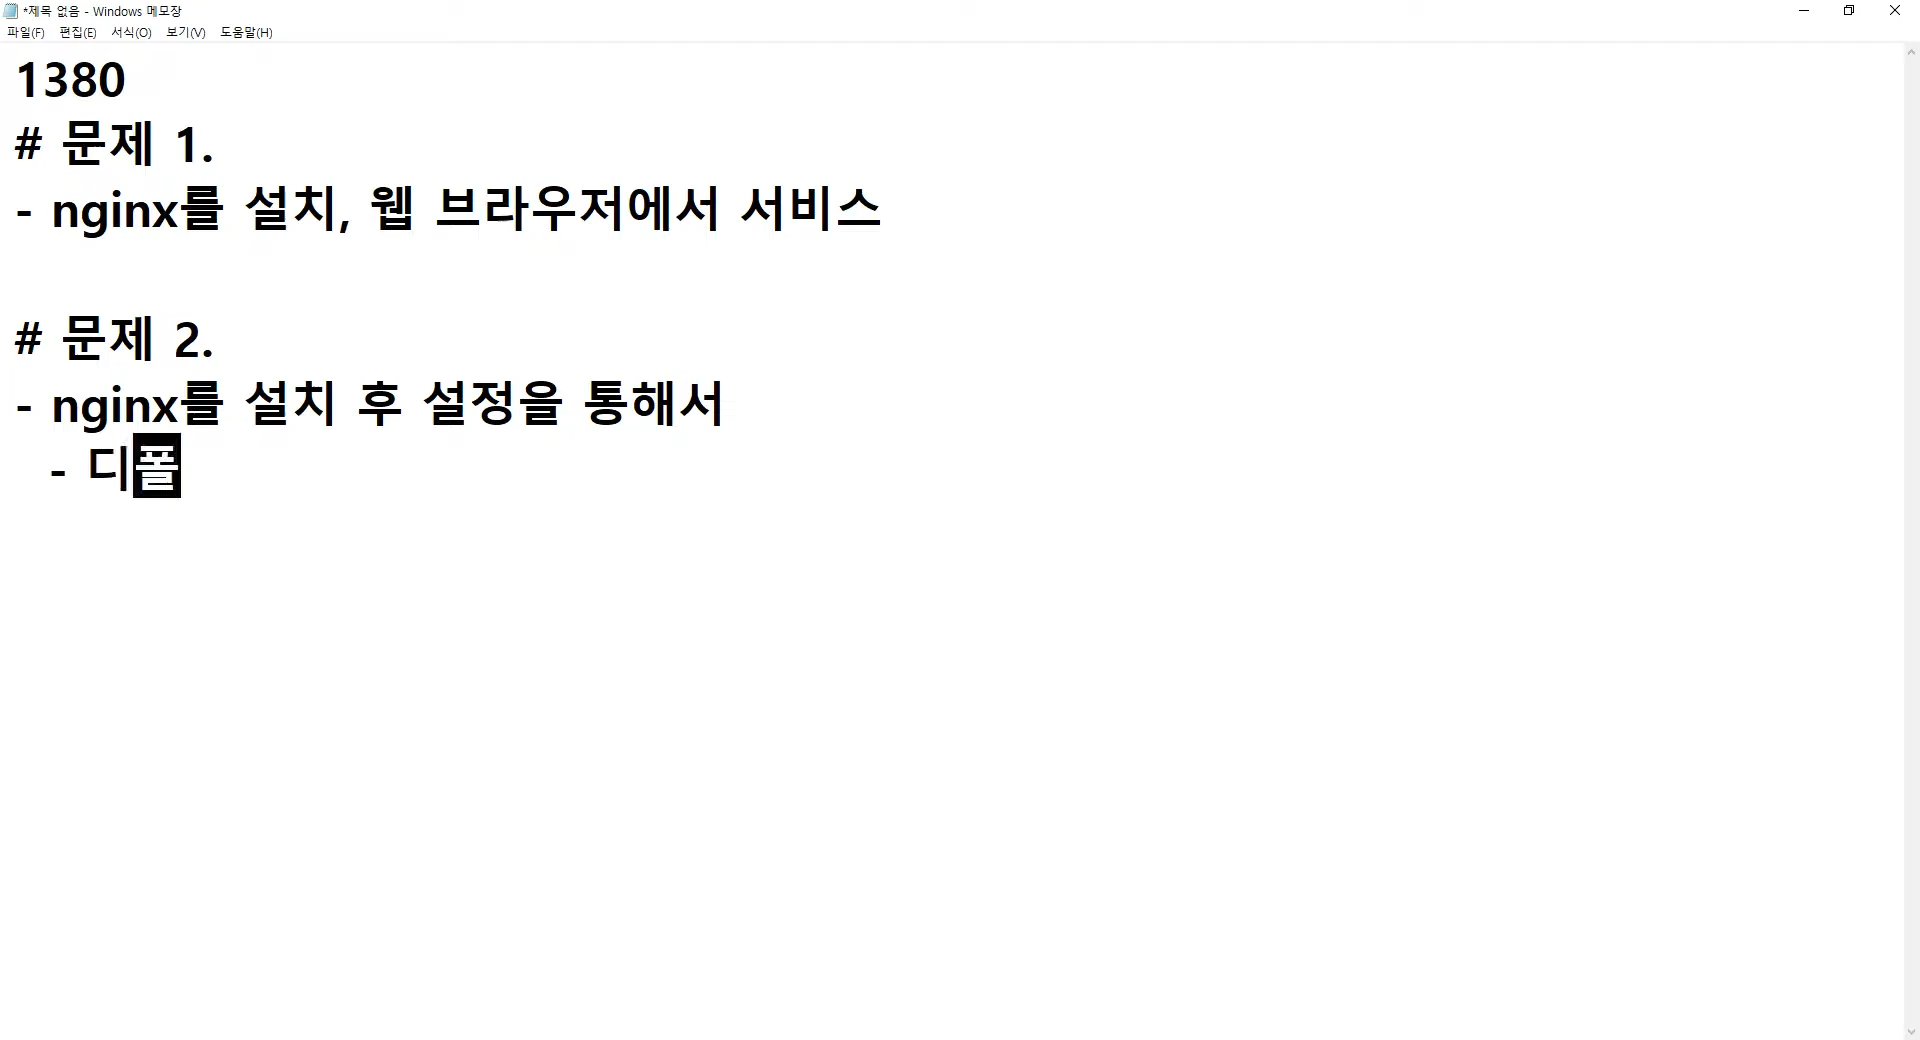 *제목 없음 - Windows 메모장
파일(F) 편집(E) 서식(O) 보기(V) 도움말(H)
1380
# 문제 1.
- nginx를 설치, 웹 브라우저에서 서비스
# 문제 2.
- nginx를 설치 후 설정을 통해서
- 디폴